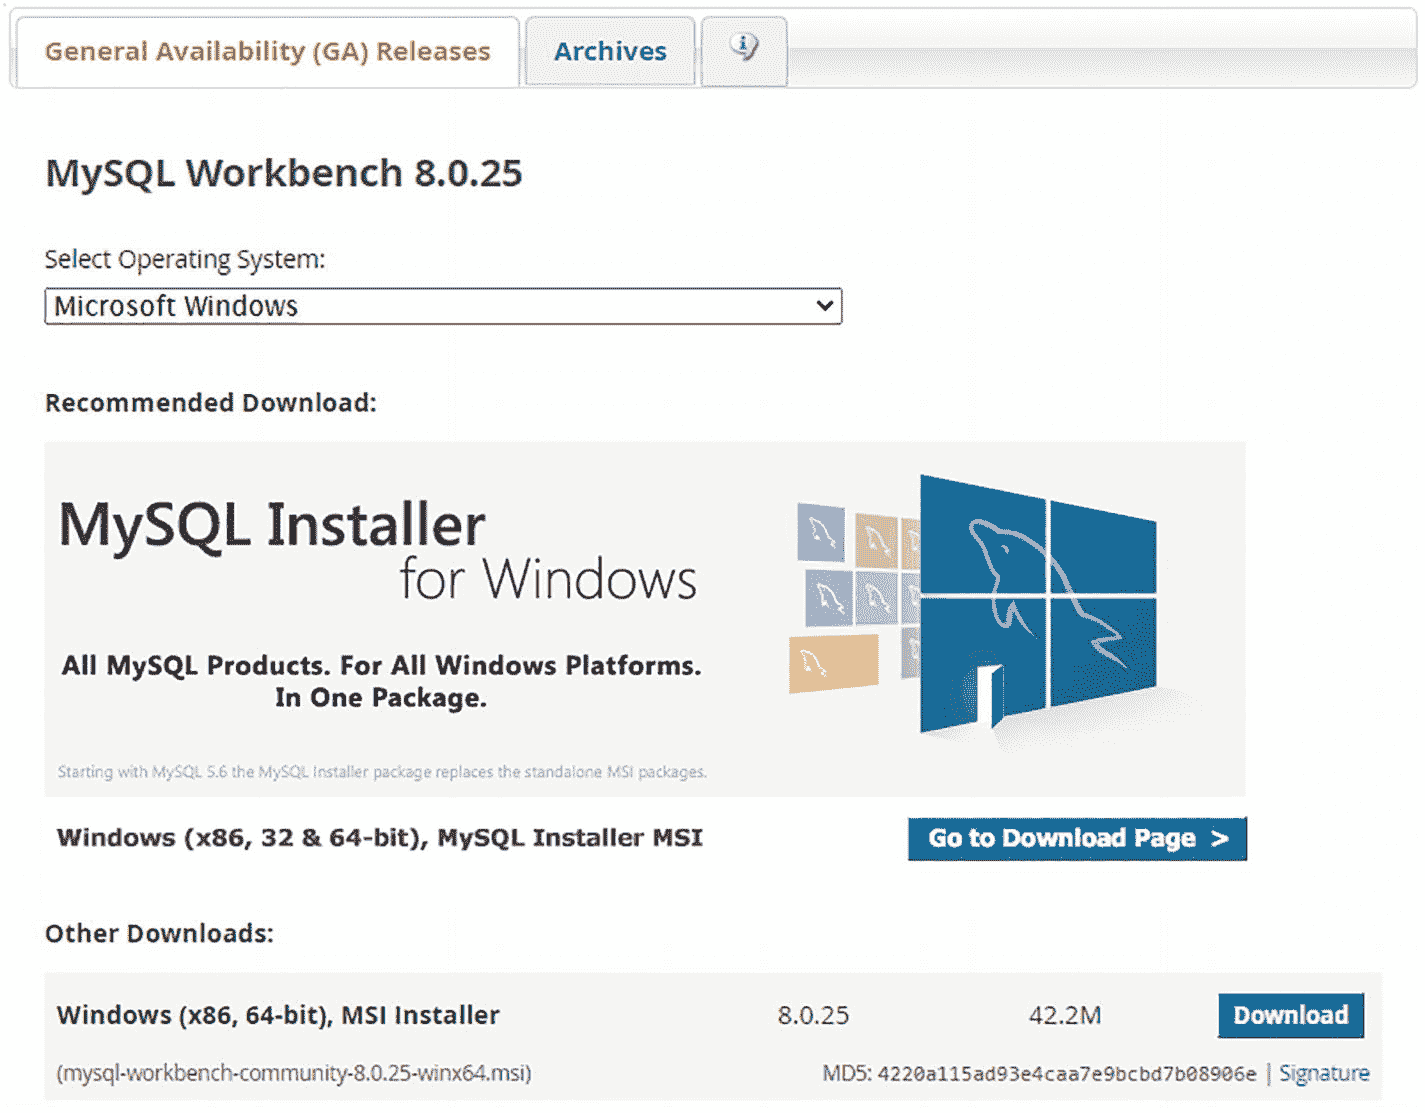 General Availability (GA) Releases
Archives
i
MySQL Workbench 8.0.25
Select Operating System:
Microsoft Windows
Recommended Download:
MySQL Installer
for Windows
All MySQL Products. For All Windows Platforms.
In One Package.
Starting with MySQL 5.6 the MySQL Installer package replaces the standalone MSI packages.
Windows (x86, 32 & 64-bit), MySQL Installer MSI
Go to Download Page >
Other Downloads:
Windows (x86, 64-bit), MSI Installer 8.0.25 42.2M Download
(mysql-workbench-community-8.0.25-winx64.msi) MD5: 4220a115ad93e4caa7e9bcbd7b08906e | Signature